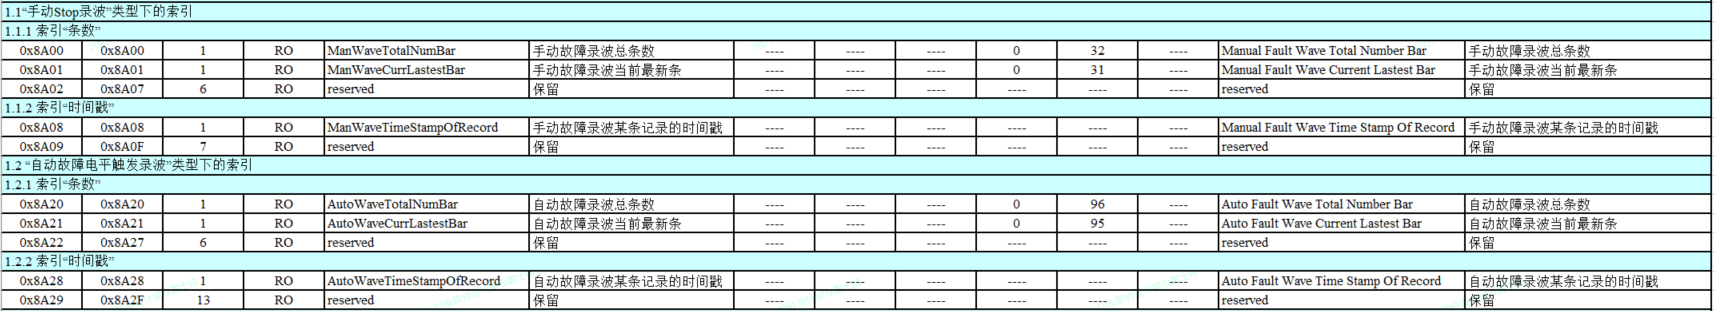 1.1“手动Stop录波”类型下的索引
1.1.1 索引“条数”
0x8A00 0x8A00 1 RO ManWaveTotalNumBar 手动故障录波总条数 ---- ---- ---- 0 32 ---- Manual Fault Wave Total Number Bar 手动故障录波总条数
0x8A01 0x8A01 1 RO ManWaveCurrLastestBar 手动故障录波当前最新条 ---- ---- ---- 0 31 ---- Manual Fault Wave Current Lastest Bar 手动故障录波当前最新条
0x8A02 0x8A07 6 RO reserved 保留 ---- ---- ---- ---- ---- ---- reserved 保留
1.1.2 索引“时间戳”
0x8A08 0x8A08 1 RO ManWaveTimeStampOfRecord 手动故障录波某条记录的时间戳 ---- ---- ---- ---- ---- ---- Manual Fault Wave Time Stamp Of Record 手动故障录波某条记录的时间戳
0x8A09 0x8A0F 7 RO reserved 保留 ---- ---- ---- ---- ---- ---- reserved 保留
1.2 “自动故障电平触发录波”类型下的索引
1.2.1 索引“条数”
0x8A20 0x8A20 1 RO AutoWaveTotalNumBar 自动故障录波总条数 ---- ---- ---- 0 96 ---- Auto Fault Wave Total Number Bar 自动故障录波总条数
0x8A21 0x8A21 1 RO AutoWaveCurrLastestBar 自动故障录波当前最新条 ---- ---- ---- 0 95 ---- Auto Fault Wave Current Lastest Bar 自动故障录波当前最新条
0x8A22 0x8A27 6 RO reserved 保留 ---- ---- ---- ---- ---- ---- reserved 保留
1.2.2 索引“时间戳”
0x8A28 0x8A28 1 RO AutoWaveTimeStampOfRecord 自动故障录波某条记录的时间戳 ---- ---- ---- ---- ---- ---- Auto Fault Wave Time Stamp Of Record 自动故障录波某条记录的时间戳
0x8A29 0x8A2F 13 RO reserved 保留 ---- ---- ---- ---- ---- ---- reserved 保留